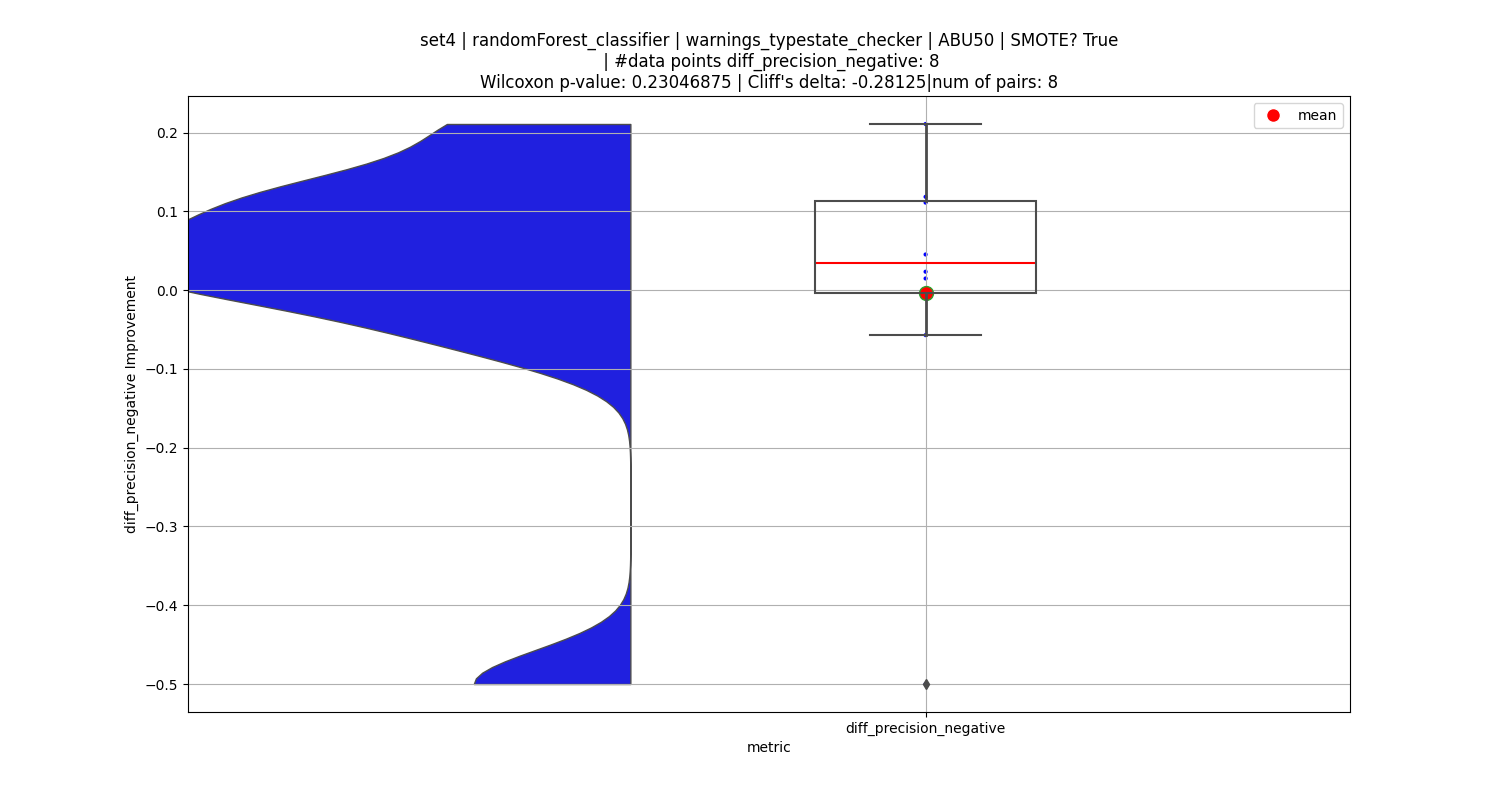 set4 | randomForest_classifier | warnings_typestate_checker | ABU50 | SMOTE? True
| #data points diff_precision_negative: 8
Wilcoxon p-value: 0.23046875 | Cliff's delta: -0.28125|num of pairs: 8
mean
diff_precision_negative Improvement
0.2
0.1
0.0
−0.1
−0.2
−0.3
−0.4
−0.5
diff_precision_negative
metric